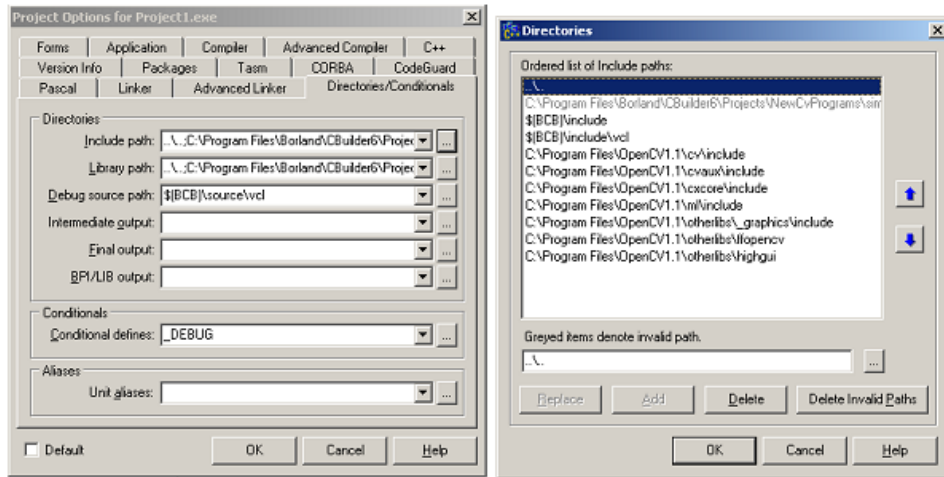 Project Options for Project1.exe
Forms Application Compiler Advanced Compiler C++
Version Info Packages Tasm CORBA CodeGuard
Pascal Linker Advanced Linker Directories/Conditionals
Directories
Include path: ..\..;C:\Program Files\Borland\CBuilder6\Projec ...
Library path: ..\..;C:\Program Files\Borland\CBuilder6\Projec ...
Debug source path: $(BCB)\source\vcl ...
Intermediate output: ...
Final output: ...
BPI/LIB output: ...
Conditionals
Conditional defines: _DEBUG ...
Aliases
Unit aliases: ...
Default OK Cancel Help
Directories
Ordered list of Include paths:
..\..
C:\Program Files\Borland\CBuilder6\Projects\NewCvPrograms\sim
$(BCB)\include
$(BCB)\include\vcl
C:\Program Files\OpenCV1.1\cv\include
C:\Program Files\OpenCV1.1\cvaux\include
C:\Program Files\OpenCV1.1\cxcore\include
C:\Program Files\OpenCV1.1\ml\include
C:\Program Files\OpenCV1.1\otherlibs\_graphics\include
C:\Program Files\OpenCV1.1\otherlibs\ffopencv
C:\Program Files\OpenCV1.1\otherlibs\highgui
Greyed items denote invalid path.
..\.. ...
Replace Add Delete Delete Invalid Paths
OK Cancel Help